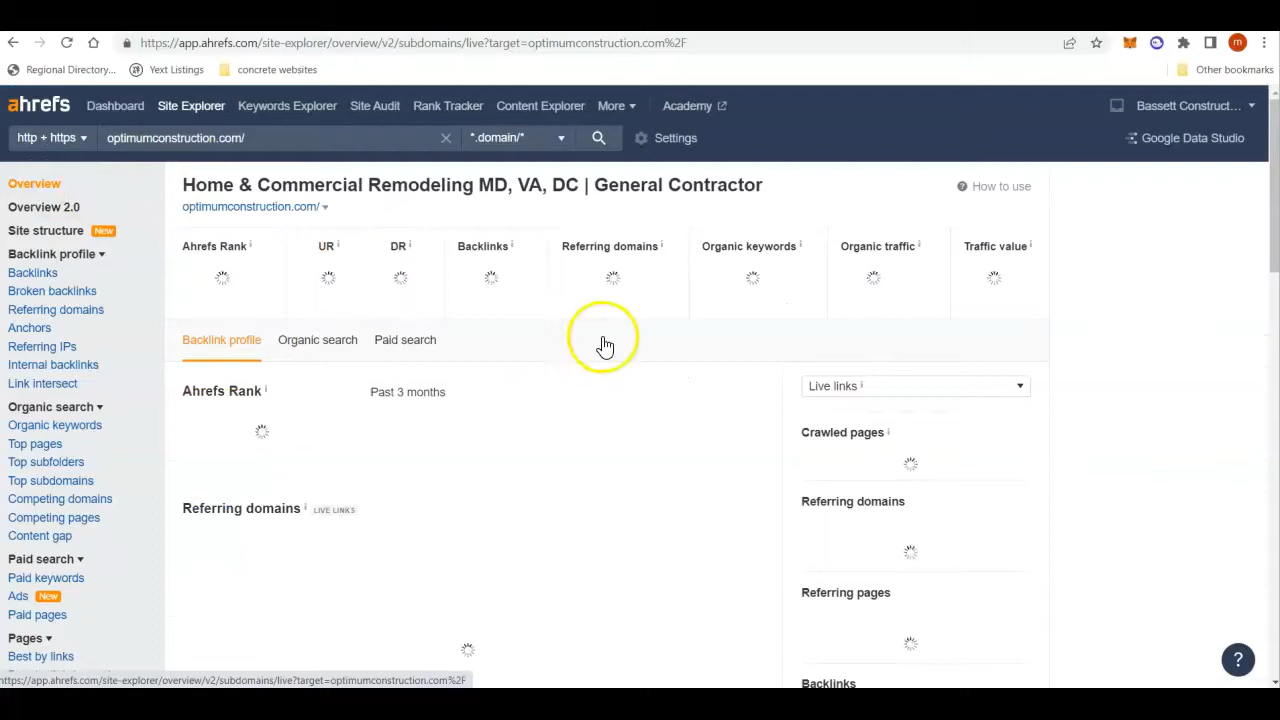 https://app.ahrefs.com/site-explorer/overview/v2/subdomains/live?target=optimumconstruction.com%2F
m
Regional Directory...
Yext Listings
concrete websites
Other bookmarks
ahrefs
Dashboard
Site Explorer
Keywords Explorer
Site Audit
Rank Tracker
Content Explorer
More
Academy
Bassett Construct...
http + https
optimumconstruction.com/
*.domain/*
Settings
Google Data Studio
Overview
Overview 2.0
Site structure New
Backlink profile
Backlinks
Broken backlinks
Referring domains
Anchors
Referring IPs
Internal backlinks
Link intersect
Organic search
Organic keywords
Top pages
Top subfolders
Top subdomains
Competing domains
Competing pages
Content gap
Paid search
Paid keywords
Ads New
Paid pages
Pages
Best by links
Home & Commercial Remodeling MD, VA, DC | General Contractor
? How to use
optimumconstruction.com/
Ahrefs Rank i
UR i
DR i
Backlinks i
Referring domains i
Organic keywords i
Organic traffic i
Traffic value i
Backlink profile
Organic search
Paid search
Ahrefs Rank i
Past 3 months
Live links i
Crawled pages i
Referring domains
Referring domains i LIVE LINKS
Referring pages
Backlinks
?
https://app.ahrefs.com/site-explorer/overview/v2/subdomains/live?target=optimumconstruction.com%2F